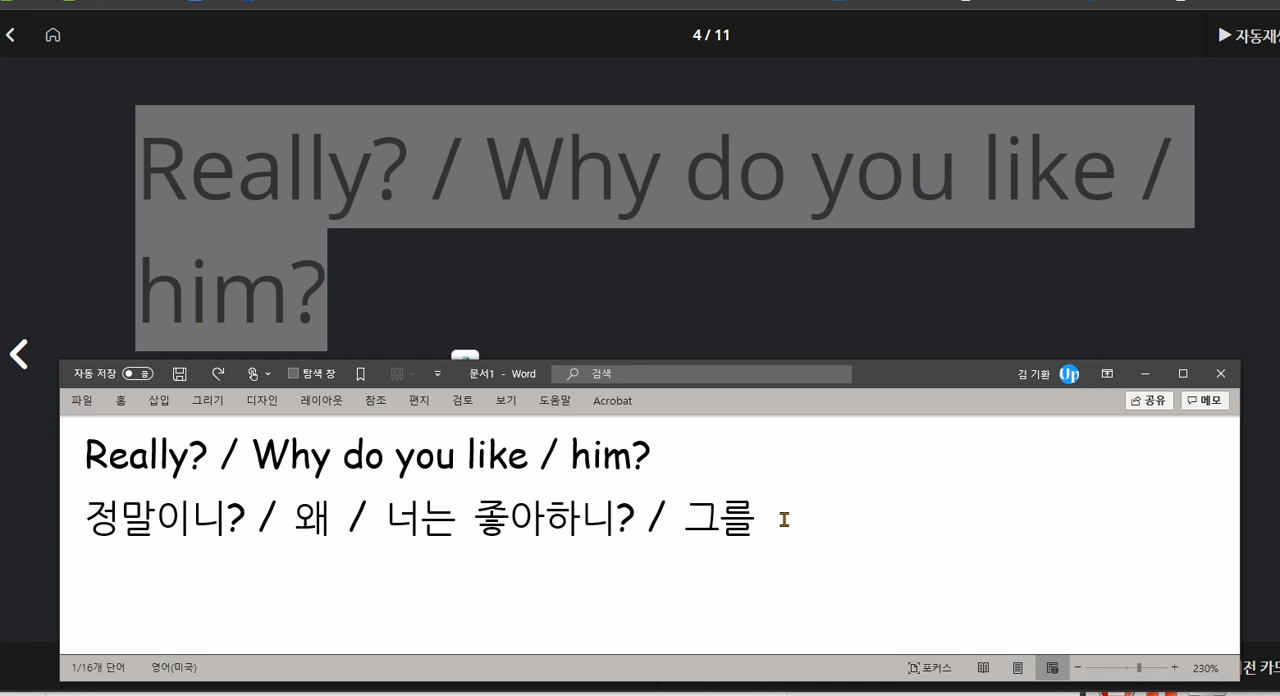 4 / 11
▶ 자동재
Really? / Why do you like /
him?
자동 저장 끔 탐색 창 문서1 - Word 검색 김 기환 Up
파일 홈 삽입 그리기 디자인 레이아웃 참조 편지 검토 보기 도움말 Acrobat 공유 메모
Really? / Why do you like / him?
정말이니? / 왜 / 너는 좋아하니? / 그를
1/16개 단어 영어(미국) 포커스 230%
전 카